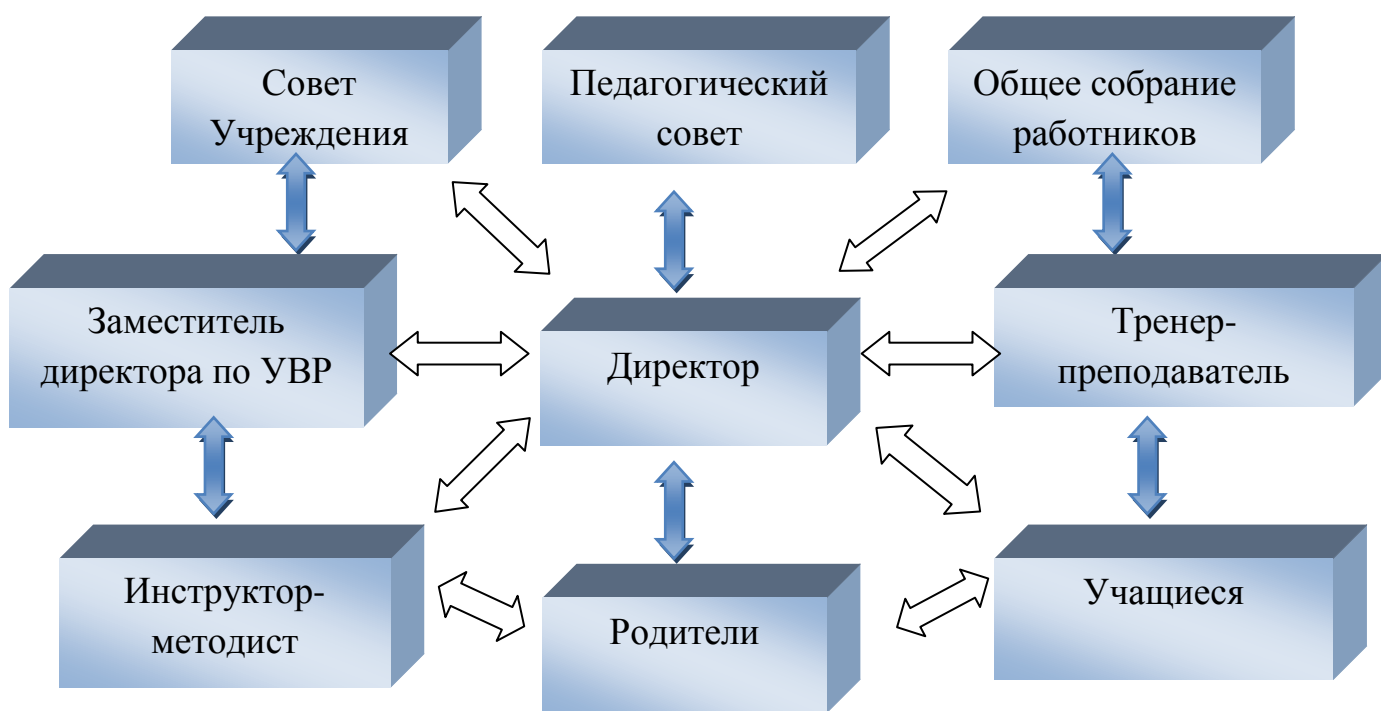 Совет
Учреждения
Педагогический
совет
Общее собрание
работников
Заместитель
директора по УВР
Директор
Тренер-
преподаватель
Инструктор-
методист
Родители
Учащиеся